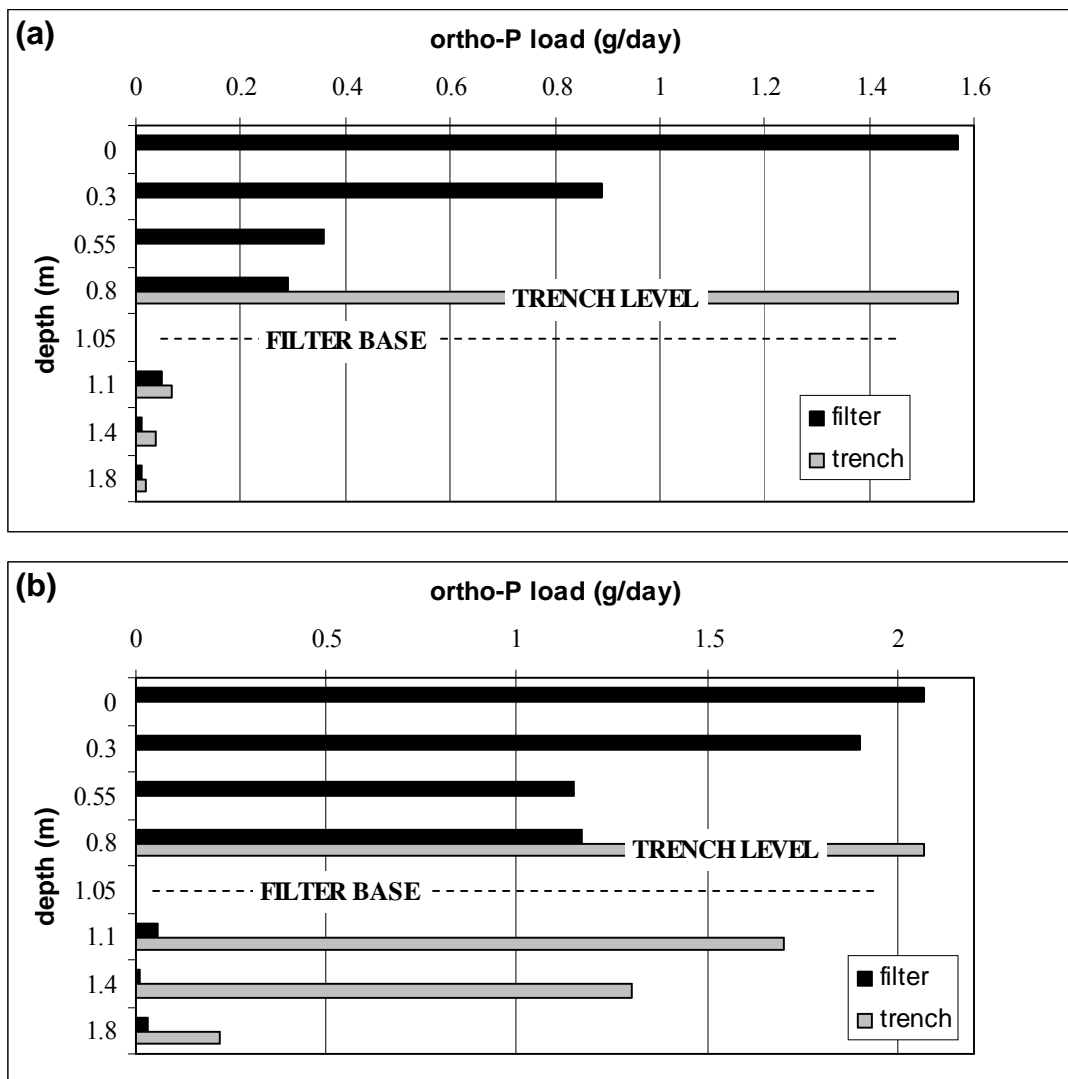 (a)
ortho-P load (g/day)
0 0.2 0.4 0.6 0.8 1 1.2 1.4 1.6
depth (m)
0
0.3
0.55
0.8
TRENCH LEVEL
1.05
FILTER BASE
1.1
1.4
1.8
filter
trench
(b)
ortho-P load (g/day)
0 0.5 1 1.5 2
depth (m)
0
0.3
0.55
0.8
TRENCH LEVEL
1.05
FILTER BASE
1.1
1.4
1.8
filter
trench